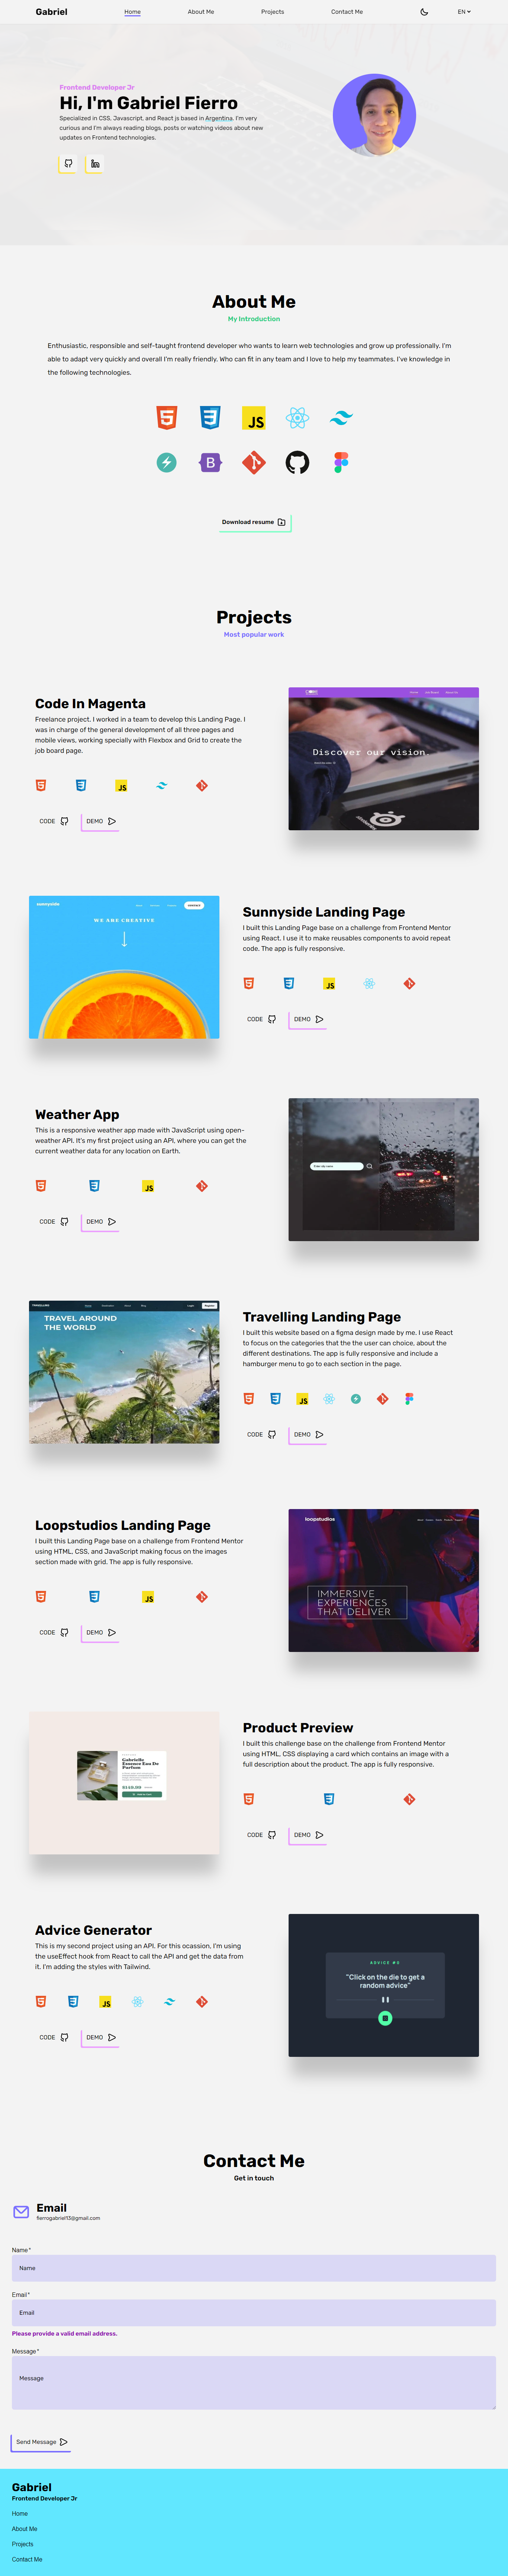 Gabriel
Home
About Me
Projects
Contact Me
EN
Frontend Developer Jr
Hi, I'm Gabriel Fierro
Specialized in CSS, Javascript, and React js based in Argentina. I'm very
curious and I'm always reading blogs, posts or watching videos about new
updates on Frontend technologies.
About Me
My Introduction
Enthusiastic, responsible and self-taught frontend developer who wants to learn web technologies and grow up professionally. I'm
able to adapt very quickly and overall I'm really friendly. Who can fit in any team and I love to help my teammates. I've knowledge in
the following technologies.
JS
B
Download resume
Projects
Most popular work
Code In Magenta
Freelance project. I worked in a team to develop this Landing Page. I
was in charge of the general development of all three pages and
mobile views, working specially with Flexbox and Grid to create the
job board page.
JS
CODE
DEMO
Discover our vision.
sunnyside
WE ARE CREATIVE
Sunnyside Landing Page
I built this Landing Page base on a challenge from Frontend Mentor
using React. I use it to make reusables components to avoid repeat
code. The app is fully responsive.
JS
CODE
DEMO
Weather App
This is a responsive weather app made with JavaScript using open-
weather API. It's my first project using an API, where you can get the
current weather data for any location on Earth.
JS
CODE
DEMO
TRAVELLING
Login
Register
TRAVEL AROUND
THE WORLD
Travelling Landing Page
I built this website based on a figma design made by me. I use React
to focus on the categories that the the user can choice, about the
different destinations. The app is fully responsive and include a
hamburger menu to go to each section in the page.
JS
CODE
DEMO
Loopstudios Landing Page
I built this Landing Page base on a challenge from Frontend Mentor
using HTML, CSS, and JavaScript making focus on the images
section made with grid. The app is fully responsive.
JS
CODE
DEMO
loopstudios
IMMERSIVE
EXPERIENCES
THAT DELIVER
Gabrielle
Essence Eau De
Parfum
Product Preview
I built this challenge base on the challenge from Frontend Mentor
using HTML, CSS displaying a card which contains an image with a
full description about the product. The app is fully responsive.
CODE
DEMO
Advice Generator
This is my second project using an API. For this ocassion, I'm using
the useEffect hook from React to call the API and get the data from
it. I'm adding the styles with Tailwind.
JS
CODE
DEMO
ADVICE #0
"Click on the die to get a
random advice"
Contact Me
Get in touch
Email
fierrogabriel13@gmail.com
Name*
Name
Email*
Email
Please provide a valid email address.
Message*
Message
Send Message
Gabriel
Frontend Developer Jr
Home
About Me
Projects
Contact Me